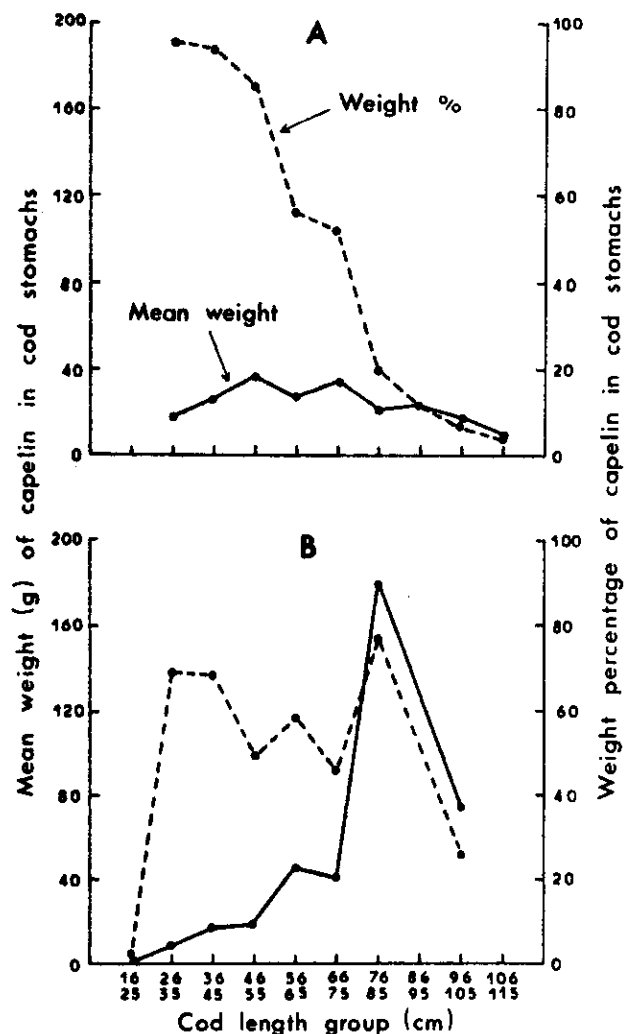 A
200
160
120
80
40
0
100
80
60
40
20
0
Weight %
Mean weight
B
200
160
120
80
40
0
100
80
60
40
20
0
Mean weight (g) of capelin in cod stomachs
Weight percentage of capelin in cod stomachs
16 26 36 46 56 66 76 86 96 106
25 35 45 55 65 75 85 95 105 115
Cod length group (cm)